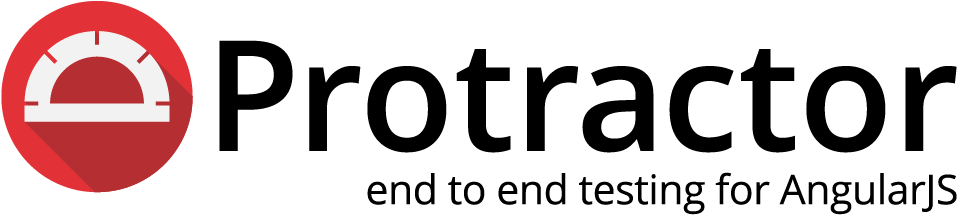 Protractor
end to end testing for AngularJS